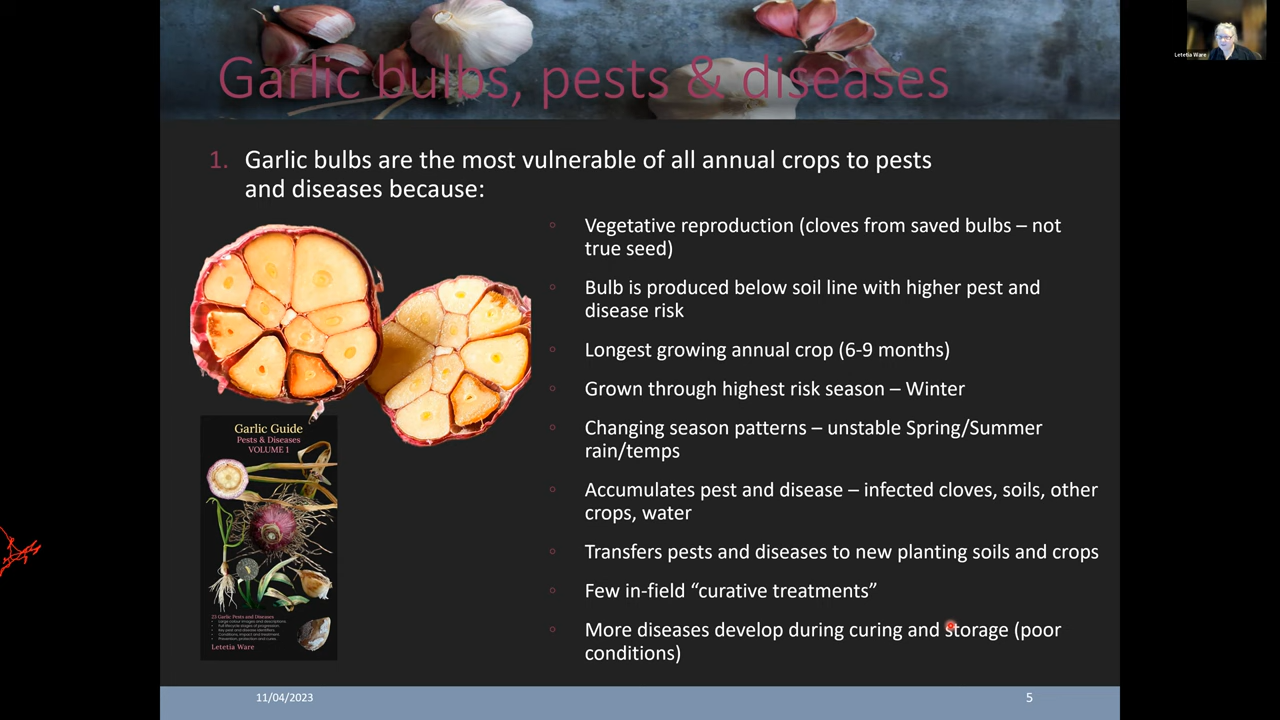 Letetia Ware
Garlic bulbs, pests & diseases
1. Garlic bulbs are the most vulnerable of all annual crops to pests
and diseases because:
◦ Vegetative reproduction (cloves from saved bulbs – not
true seed)
◦ Bulb is produced below soil line with higher pest and
disease risk
◦ Longest growing annual crop (6-9 months)
◦ Grown through highest risk season – Winter
◦ Changing season patterns – unstable Spring/Summer
rain/temps
◦ Accumulates pest and disease – infected cloves, soils, other
crops, water
◦ Transfers pests and diseases to new planting soils and crops
◦ Few in-field “curative treatments”
◦ More diseases develop during curing and storage (poor
conditions)
Garlic Guide
Pests & Diseases
VOLUME 1
23 Garlic Pests and Diseases
Letetia Ware
11/04/2023
5